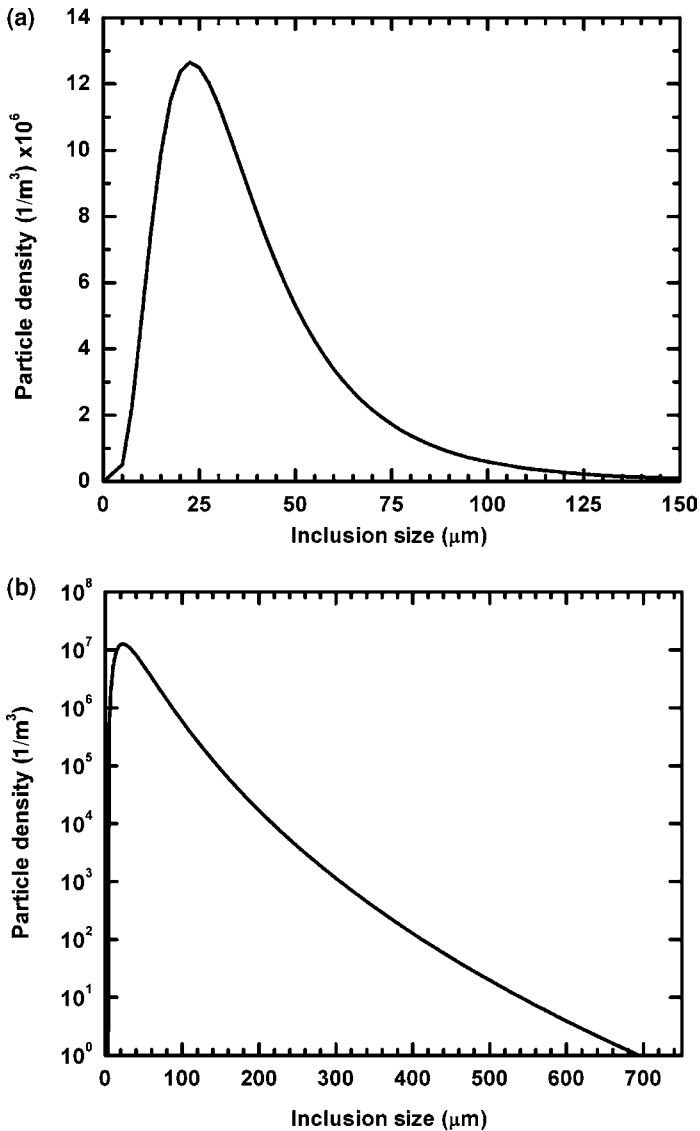 (a)
14
12
10
8
6
4
2
0
Particle density (1/m³) x10⁶
0 25 50 75 100 125 150
Inclusion size (μm)
(b)
10⁸
10⁷
10⁶
10⁵
10⁴
10³
10²
10¹
10⁰
Particle density (1/m³)
0 100 200 300 400 500 600 700
Inclusion size (μm)